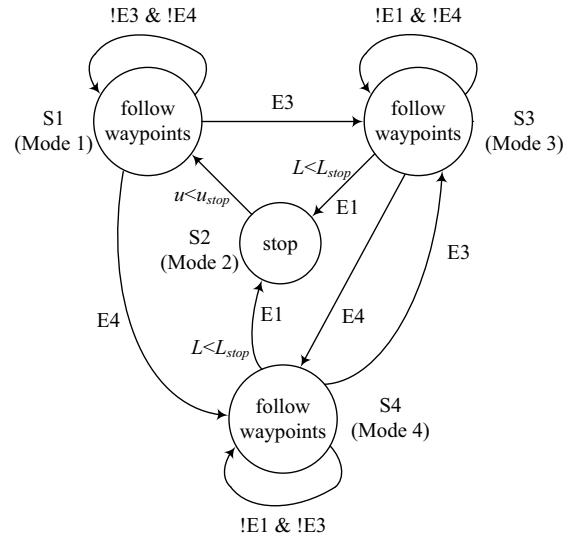 !E3 & !E4
!E1 & !E4
S1
(Mode 1)
follow
waypoints
E3
follow
waypoints
S3
(Mode 3)
L<L_stop
E1
u<u_stop
S2
(Mode 2)
stop
E3
E4
E1
E4
L<L_stop
follow
waypoints
S4
(Mode 4)
!E1 & !E3